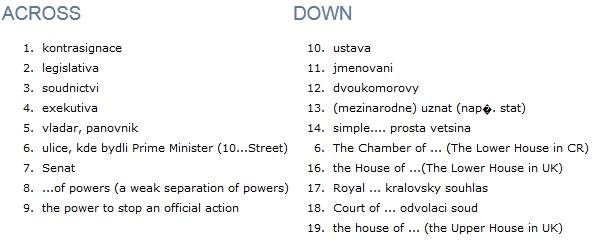 ACROSS
1. kontrasignace
2. legislativa
3. soudnictvi
4. exekutiva
5. vladar, panovnik
6. ulice, kde bydli Prime Minister (10...Street)
7. Senat
8. ...of powers (a weak separation of powers)
9. the power to stop an official action
DOWN
10. ustava
11. jmenovani
12. dvoukomorovy
13. (mezinarodne) uznat (nap�. stat)
14. simple.... prosta vetsina
6. The Chamber of ... (The Lower House in CR)
16. the House of ...(The Lower House in UK)
17. Royal ... kralovsky souhlas
18. Court of ... odvolaci soud
19. the house of ... (the Upper House in UK)